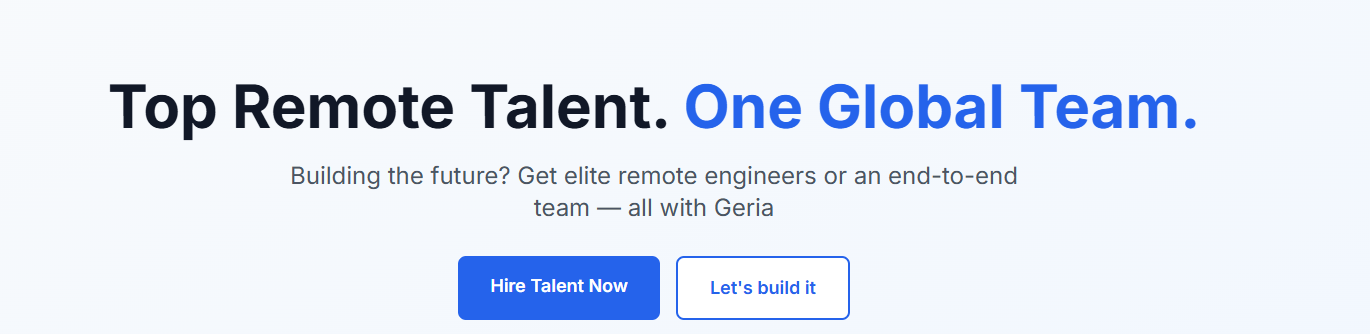 Top Remote Talent. One Global Team.
Building the future? Get elite remote engineers or an end-to-end
team — all with Geria
Hire Talent Now
Let's build it